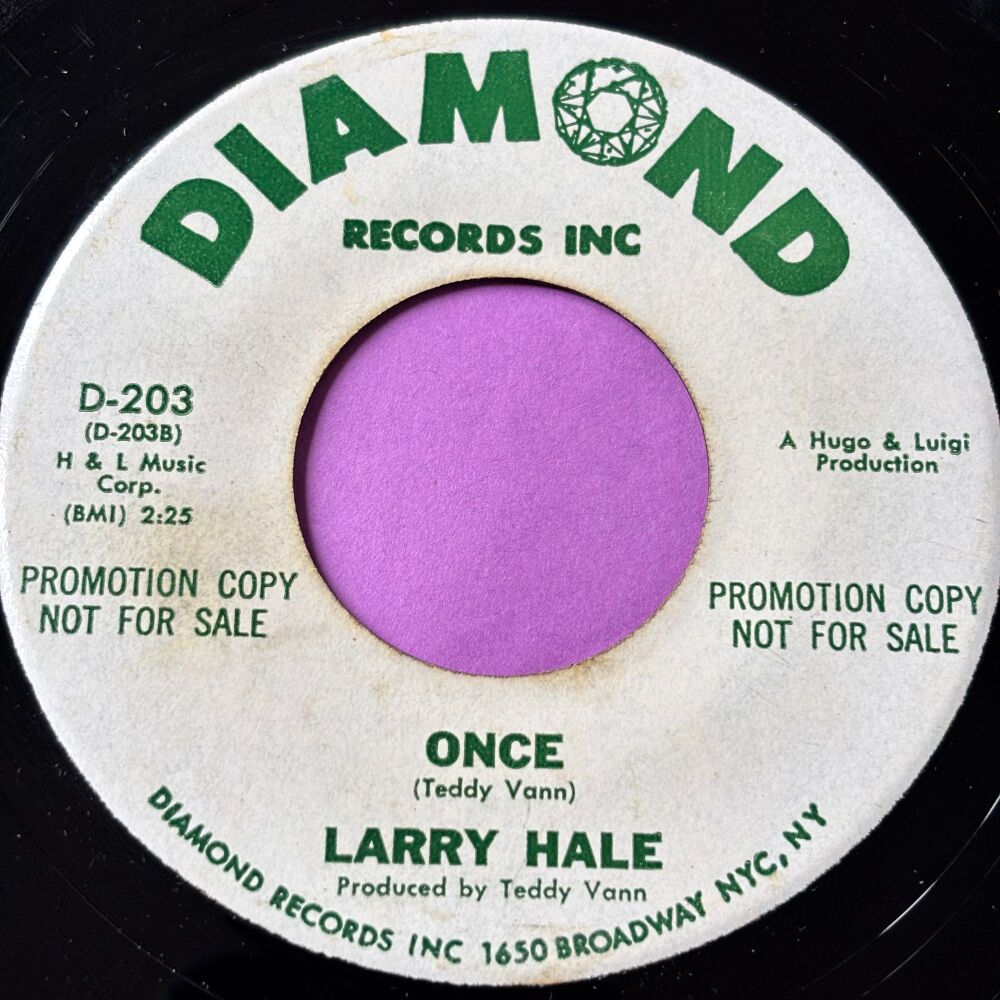 DIAMOND
RECORDS INC
D-203
(D-203B)
H & L Music
Corp.
(BMI) 2:25
A Hugo & Luigi
Production
PROMOTION COPY
NOT FOR SALE
PROMOTION COPY
NOT FOR SALE
ONCE
(Teddy Vann)
LARRY HALE
Produced by Teddy Vann
DIAMOND RECORDS INC 1650 BROADWAY NYC, NY